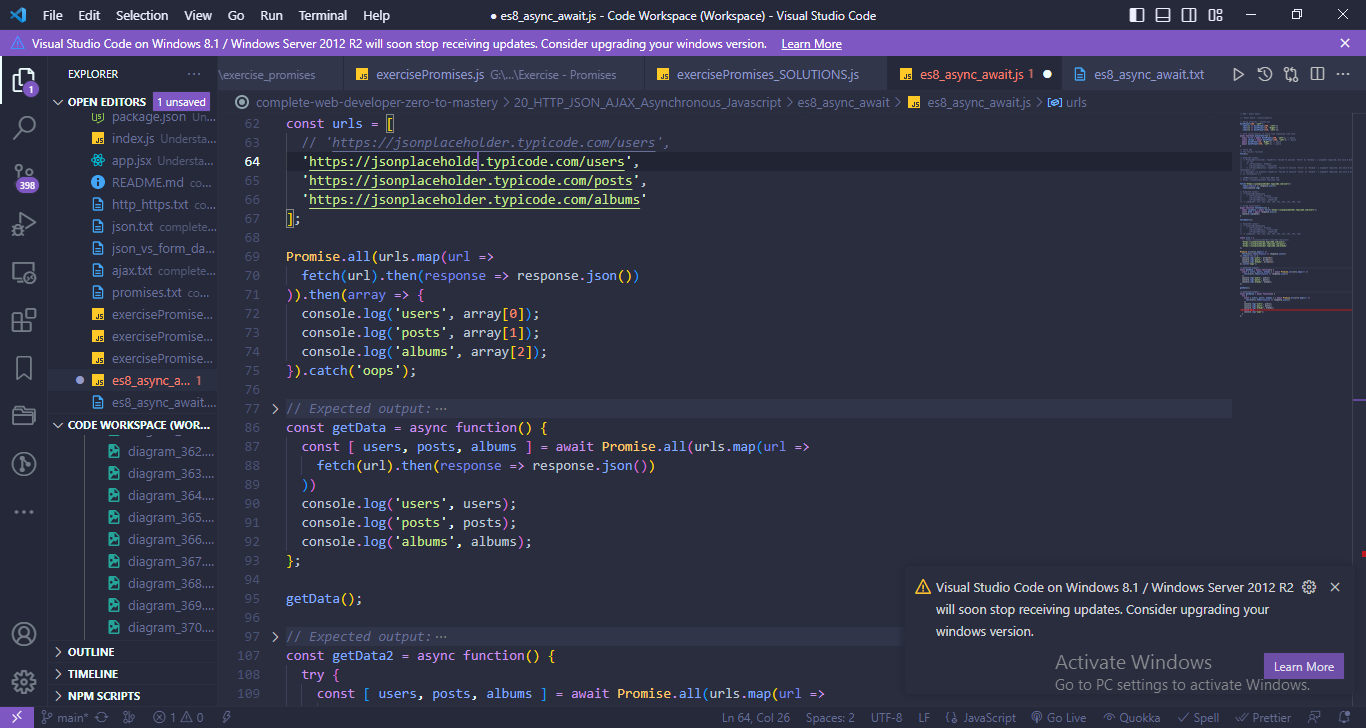 File Edit Selection View Go Run Terminal Help
● es8_async_await.js - Code Workspace (Workspace) - Visual Studio Code
Visual Studio Code on Windows 8.1 / Windows Server 2012 R2 will soon stop receiving updates. Consider upgrading your windows version. Learn More
EXPLORER
\exercise_promises
exercisePromises.js G:\...\Exercise - Promises
exercisePromises_SOLUTIONS.js
es8_async_await.js 1
es8_async_await.txt
OPEN EDITORS 1 unsaved
package.json Un...
index.js Understa...
app.jsx Understa...
README.md co...
http_https.txt co...
json.txt complete...
json_vs_form_da...
ajax.txt complete...
promises.txt co...
exercisePromise...
exercisePromise...
exercisePromise...
es8_async_a... 1
es8_async_await....
CODE WORKSPACE (WOR...
diagram_362....
diagram_363....
diagram_364....
diagram_365....
diagram_366....
diagram_367....
diagram_368....
diagram_369....
diagram_370....
OUTLINE
TIMELINE
NPM SCRIPTS
1
398
complete-web-developer-zero-to-mastery > 20_HTTP_JSON_AJAX_Asynchronous_Javascript > es8_async_await > es8_async_await.js > urls
62 const urls = [
63 // 'https://jsonplaceholder.typicode.com/users',
64 'https://jsonplaceholde.typicode.com/users',
65 'https://jsonplaceholder.typicode.com/posts',
66 'https://jsonplaceholder.typicode.com/albums'
67 ];
68
69 Promise.all(urls.map(url =>
70 fetch(url).then(response => response.json())
71 )).then(array => {
72 console.log('users', array[0]);
73 console.log('posts', array[1]);
74 console.log('albums', array[2]);
75 }).catch('oops');
76
77 // Expected output: ...
86 const getData = async function() {
87 const [ users, posts, albums ] = await Promise.all(urls.map(url =>
88 fetch(url).then(response => response.json())
89 ))
90 console.log('users', users);
91 console.log('posts', posts);
92 console.log('albums', albums);
93 };
94
95 getData();
96
97 // Expected output: ...
107 const getData2 = async function() {
108 try {
109 const [ users, posts, albums ] = await Promise.all(urls.map(url =>
Visual Studio Code on Windows 8.1 / Windows Server 2012 R2
will soon stop receiving updates. Consider upgrading your
windows version.
Learn More
Activate Windows
Go to PC settings to activate Windows.
main* 1 0
Ln 64, Col 26 Spaces: 2 UTF-8 LF {} JavaScript Go Live Quokka Spell Prettier